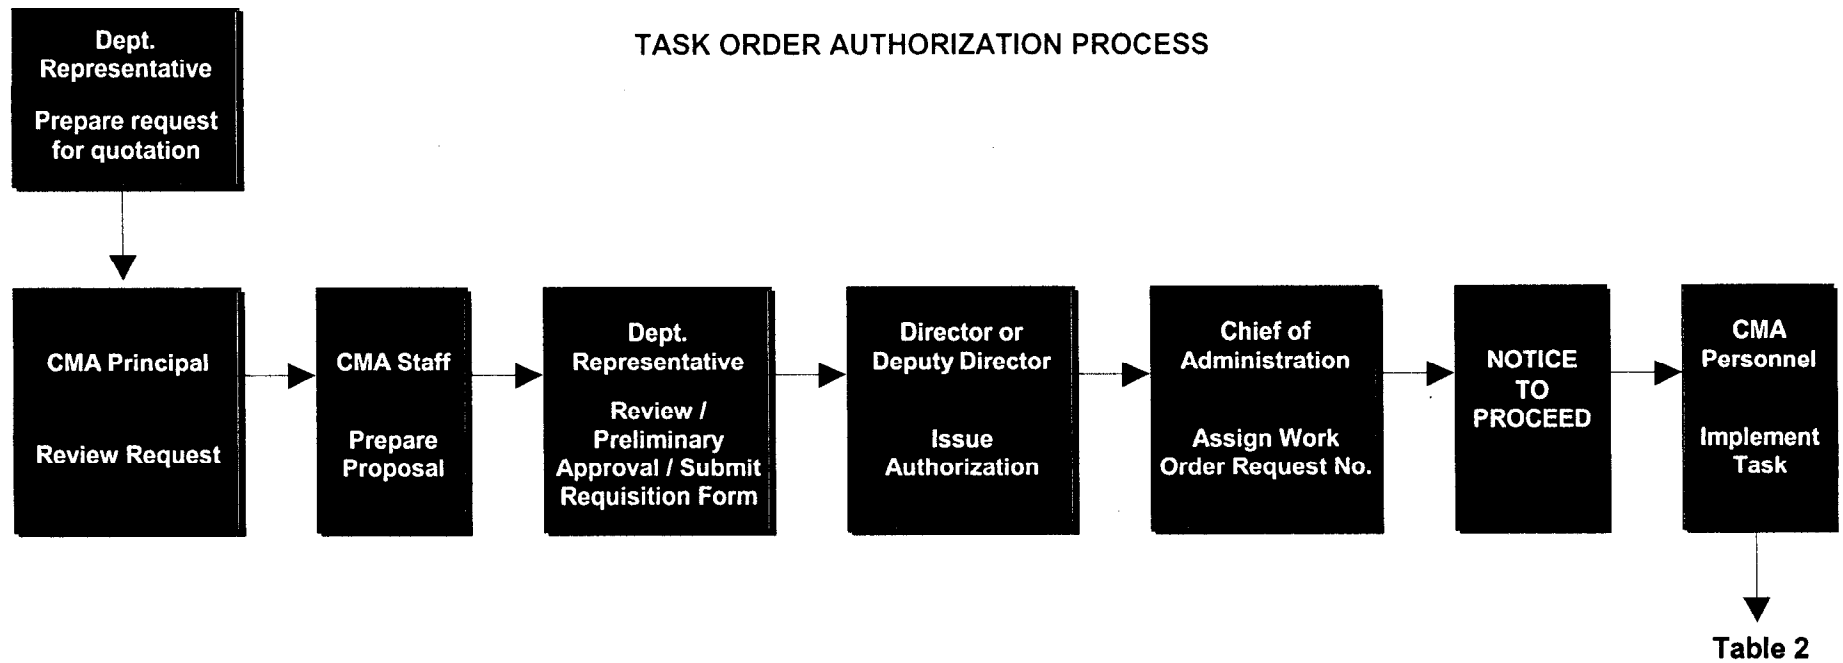 TASK ORDER AUTHORIZATION PROCESS
Dept.
Representative
Prepare request
for quotation
CMA Principal
Review Request
CMA Staff
Prepare
Proposal
Dept.
Representative
Review /
Preliminary
Approval / Submit
Requisition Form
Director or
Deputy Director
Issue
Authorization
Chief of
Administration
Assign Work
Order Request No.
NOTICE
TO
PROCEED
CMA
Personnel
Implement
Task
Table 2